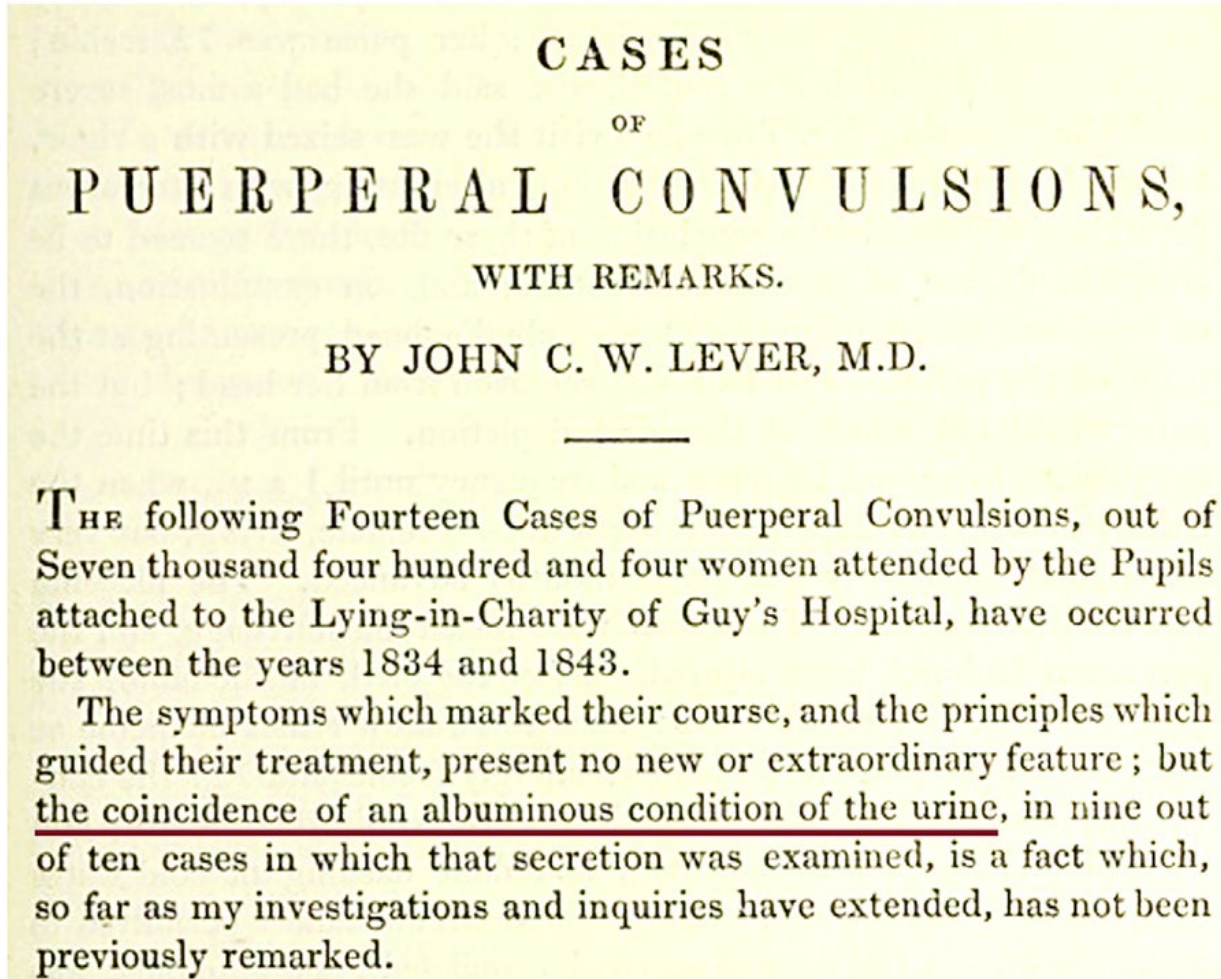 CASES
OF
PUERPERAL CONVULSIONS,
WITH REMARKS.
BY JOHN C. W. LEVER, M.D.
THE following Fourteen Cases of Puerperal Convulsions, out of
Seven thousand four hundred and four women attended by the Pupils
attached to the Lying-in-Charity of Guy's Hospital, have occurred
between the years 1834 and 1843.
The symptoms which marked their course, and the principles which
guided their treatment, present no new or extraordinary feature ; but
the coincidence of an albuminous condition of the urine, in nine out
of ten cases in which that secretion was examined, is a fact which,
so far as my investigations and inquiries have extended, has not been
previously remarked.